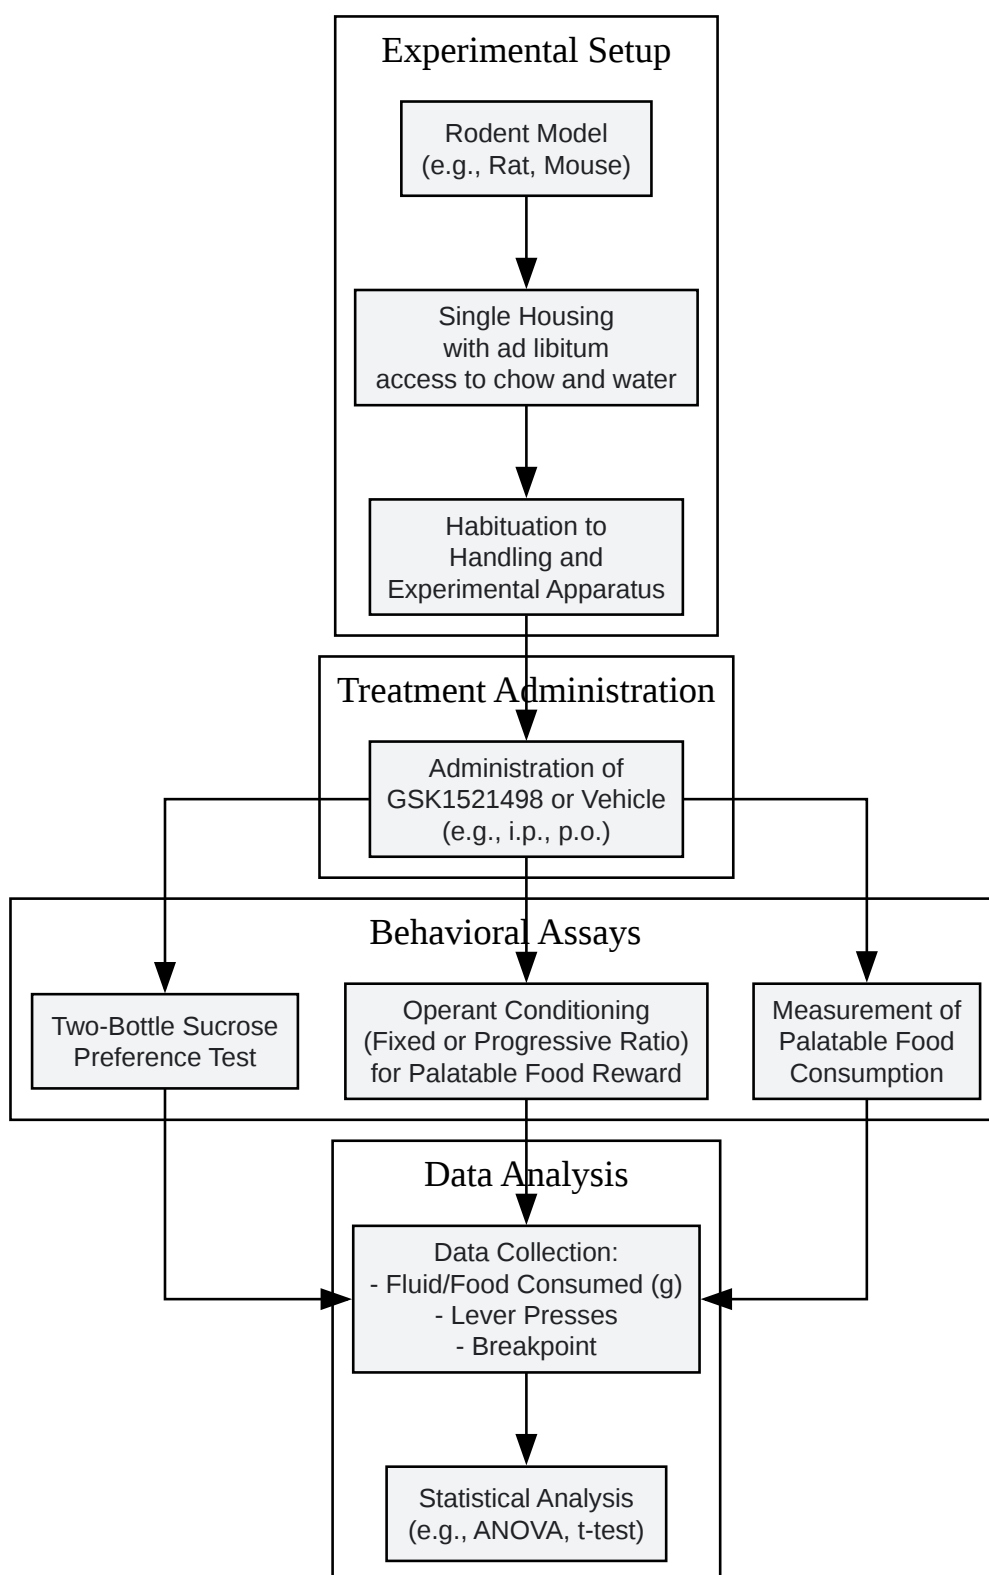 Experimental Setup
Rodent Model
(e.g., Rat, Mouse)
Single Housing
with ad libitum
access to chow and water
Habituation to
Handling and
Experimental Apparatus
Treatment Administration
Administration of
GSK1521498 or Vehicle
(e.g., i.p., p.o.)
Behavioral Assays
Two-Bottle Sucrose
Preference Test
Operant Conditioning
(Fixed or Progressive Ratio)
for Palatable Food Reward
Measurement of
Palatable Food
Consumption
Data Analysis
Data Collection:
- Fluid/Food Consumed (g)
- Lever Presses
- Breakpoint
Statistical Analysis
(e.g., ANOVA, t-test)